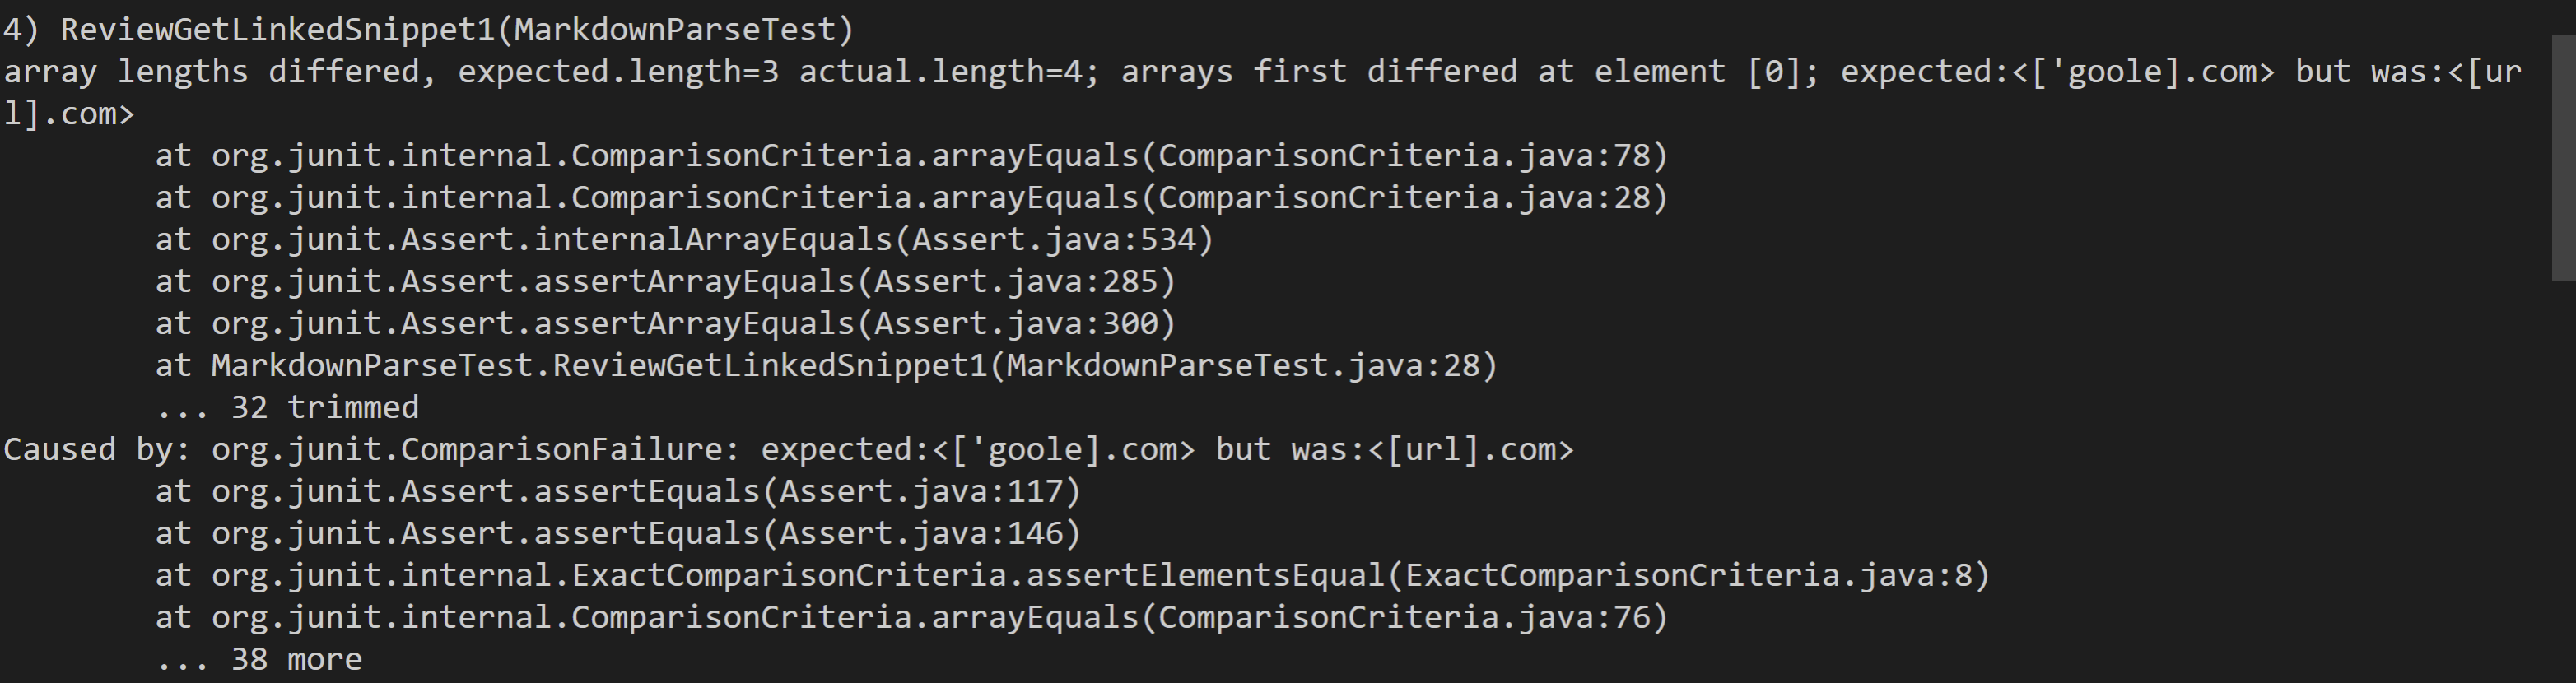 4) ReviewGetLinkedSnippet1(MarkdownParseTest)
array lengths differed, expected.length=3 actual.length=4; arrays first differed at element [0]; expected:<['goole].com> but was:<[ur
l].com>
        at org.junit.internal.ComparisonCriteria.arrayEquals(ComparisonCriteria.java:78)
        at org.junit.internal.ComparisonCriteria.arrayEquals(ComparisonCriteria.java:28)
        at org.junit.Assert.internalArrayEquals(Assert.java:534)
        at org.junit.Assert.assertArrayEquals(Assert.java:285)
        at org.junit.Assert.assertArrayEquals(Assert.java:300)
        at MarkdownParseTest.ReviewGetLinkedSnippet1(MarkdownParseTest.java:28)
        ... 32 trimmed
Caused by: org.junit.ComparisonFailure: expected:<['goole].com> but was:<[url].com>
        at org.junit.Assert.assertEquals(Assert.java:117)
        at org.junit.Assert.assertEquals(Assert.java:146)
        at org.junit.internal.ExactComparisonCriteria.assertElementsEqual(ExactComparisonCriteria.java:8)
        at org.junit.internal.ComparisonCriteria.arrayEquals(ComparisonCriteria.java:76)
        ... 38 more